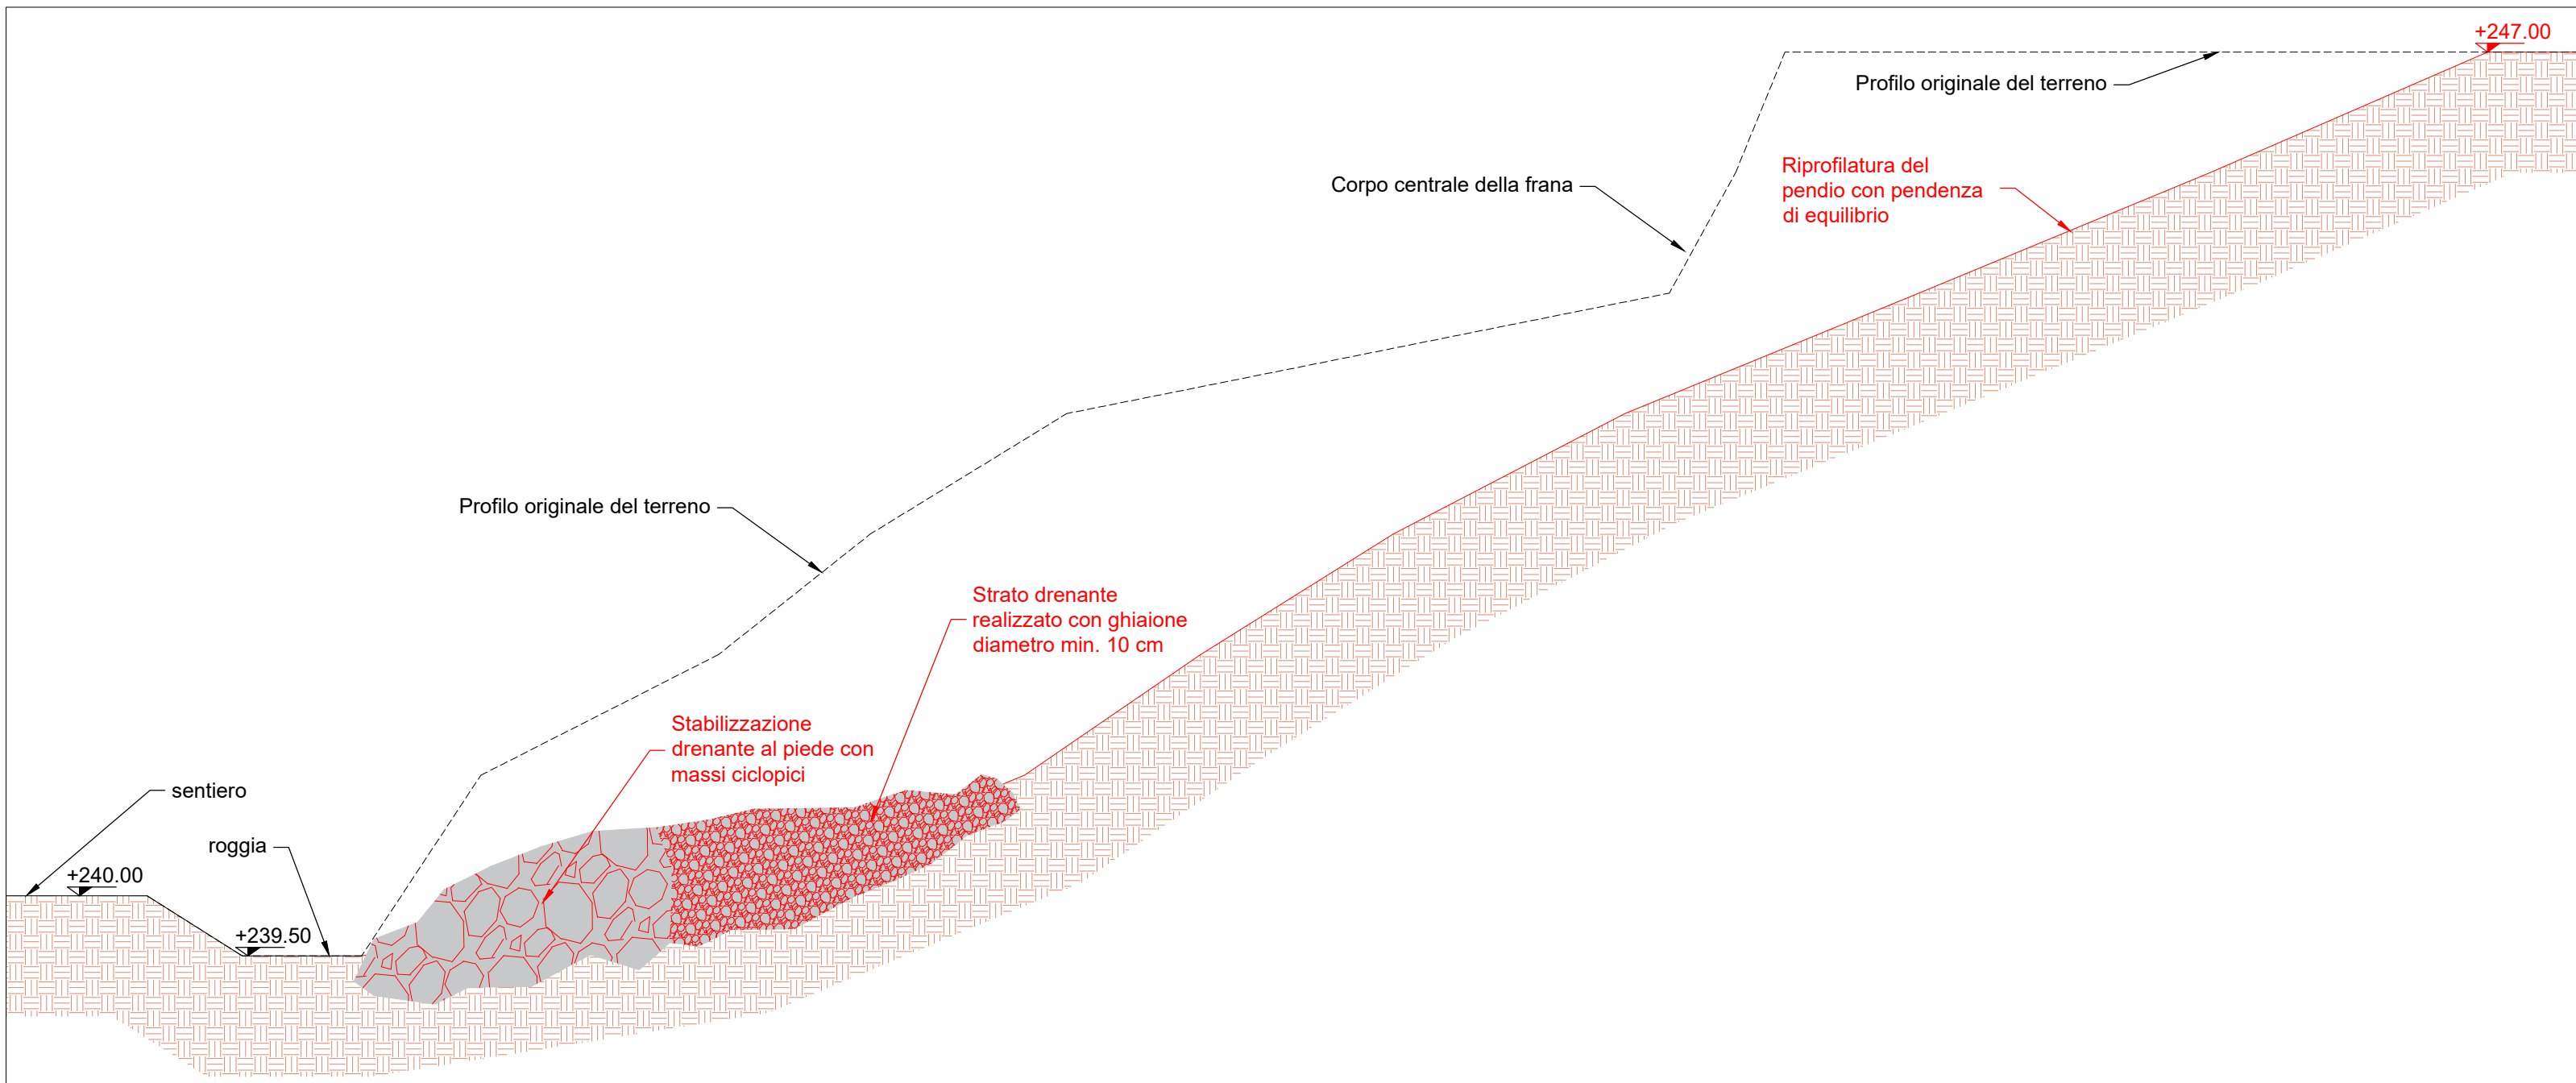 +247.00
Profilo originale del terreno
Corpo centrale della frana
Riprofilatura del
pendio con pendenza
di equilibrio
Profilo originale del terreno
Strato drenante
realizzato con ghiaione
diametro min. 10 cm
Stabilizzazione
drenante al piede con
massi ciclopici
sentiero
roggia
+240.00
+239.50